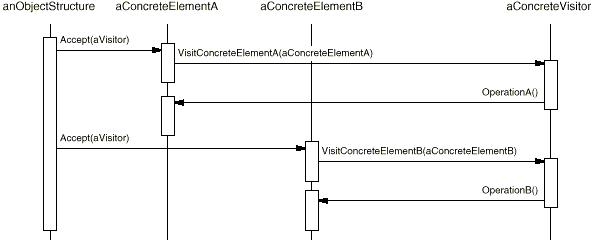 anObjectStructure aConcreteElementA aConcreteElementB aConcreteVisitor
Accept(aVisitor)
VisitConcreteElementA(aConcreteElementA)
OperationA()
Accept(aVisitor)
VisitConcreteElementB(aConcreteElementB)
OperationB()